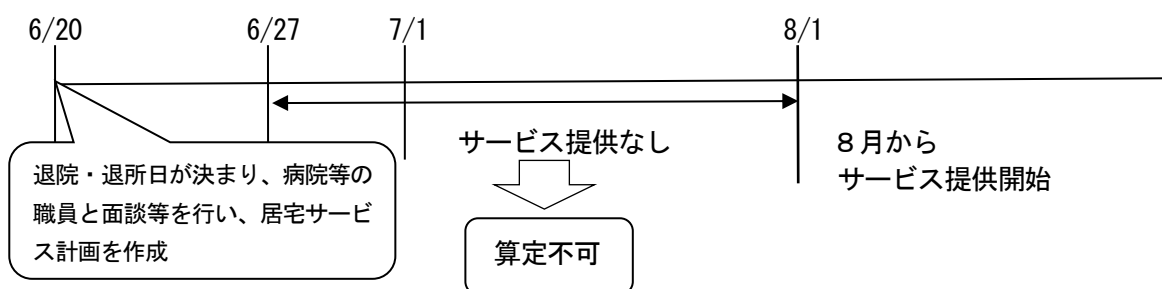 6/20
6/27
7/1
8/1
サービス提供なし
8月から
サービス提供開始
退院・退所日が決まり、病院等の
職員と面談等を行い、居宅サービ
ス計画を作成
算定不可